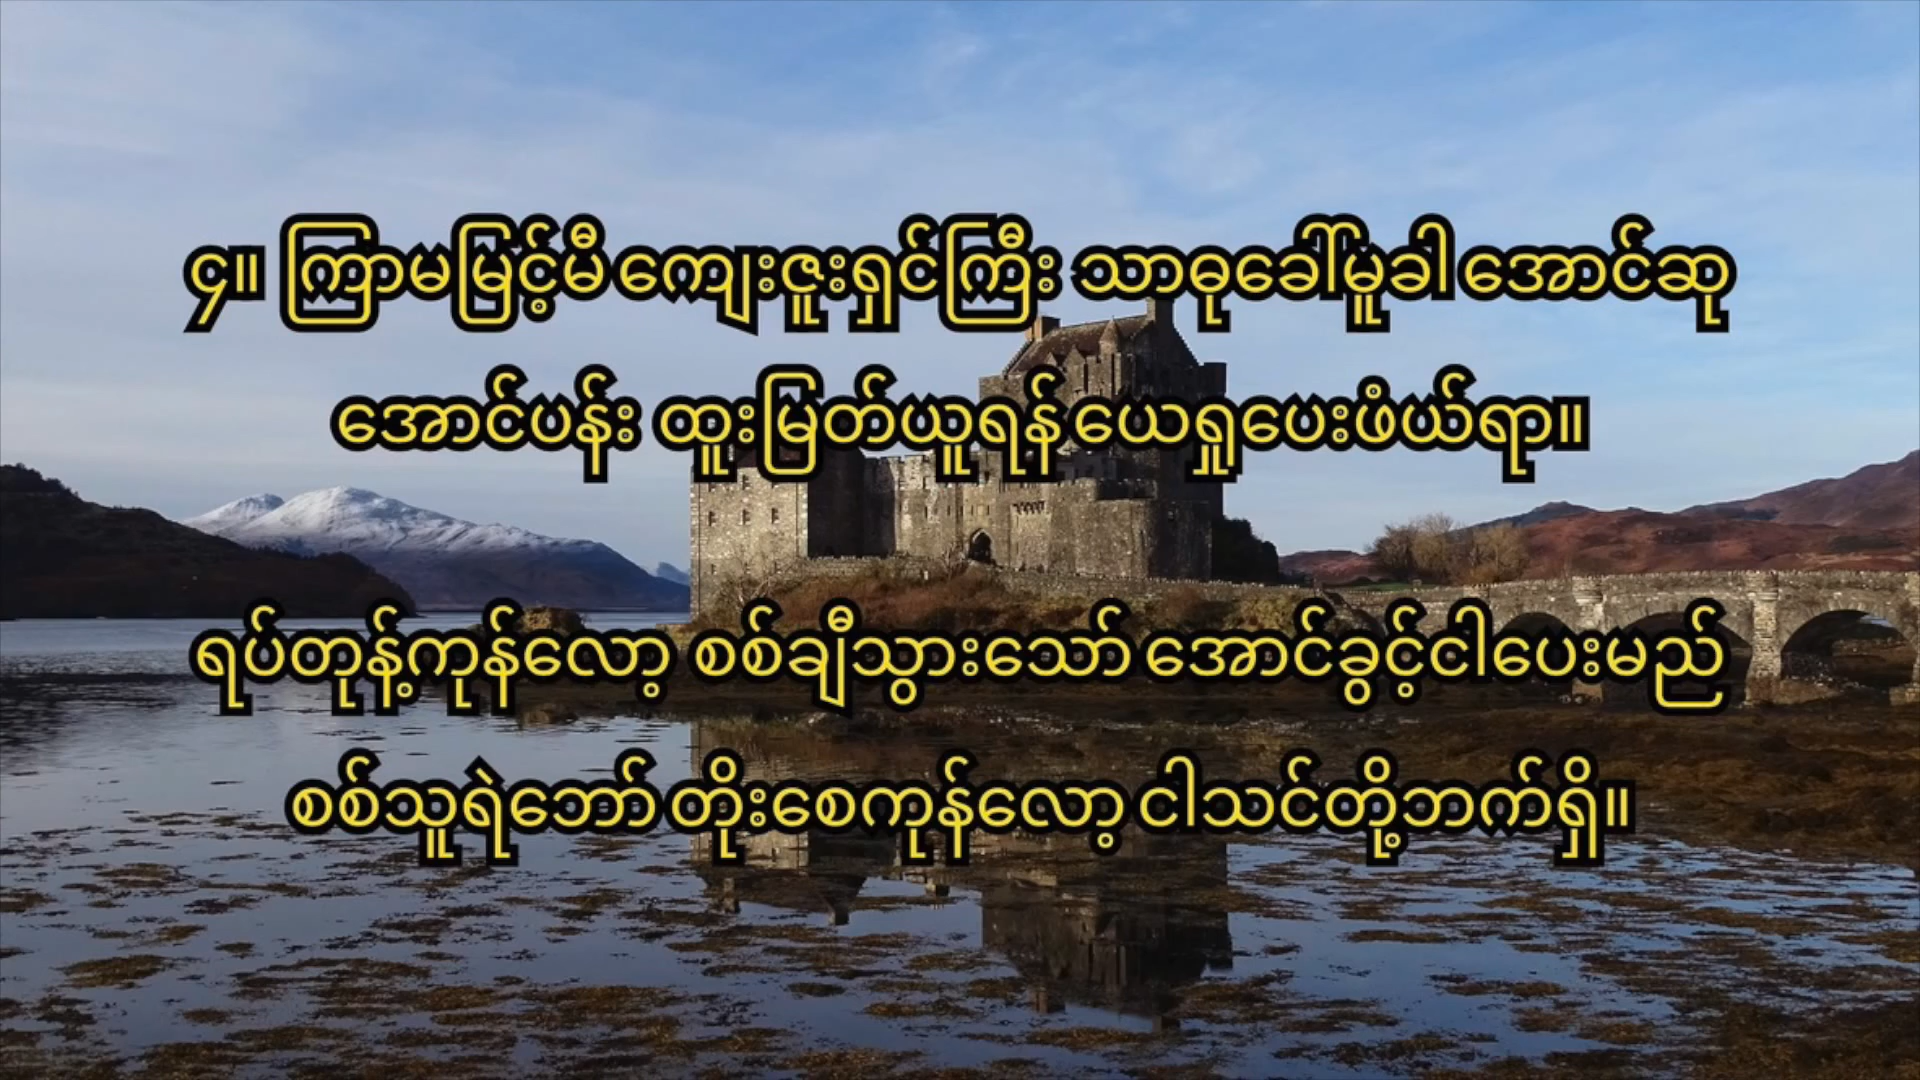 ၄။ ကြာမမြင့်မီ ကျေးဇူးရှင်ကြီး သာဓုခေါ်မူခါ အောင်ဆု
အောင်ပန်း ထူးမြတ်ယူရန် ယေရှုပေးဖံယ်ရာ။
ရပ်တုန့်ကုန်လော့ စစ်ချီသွားသော် အောင်ခွင့်ငါပေးမည်
စစ်သူရဲဘော် တိုးစေကုန်လော့ ငါသင်တို့ဘက်ရှိ။